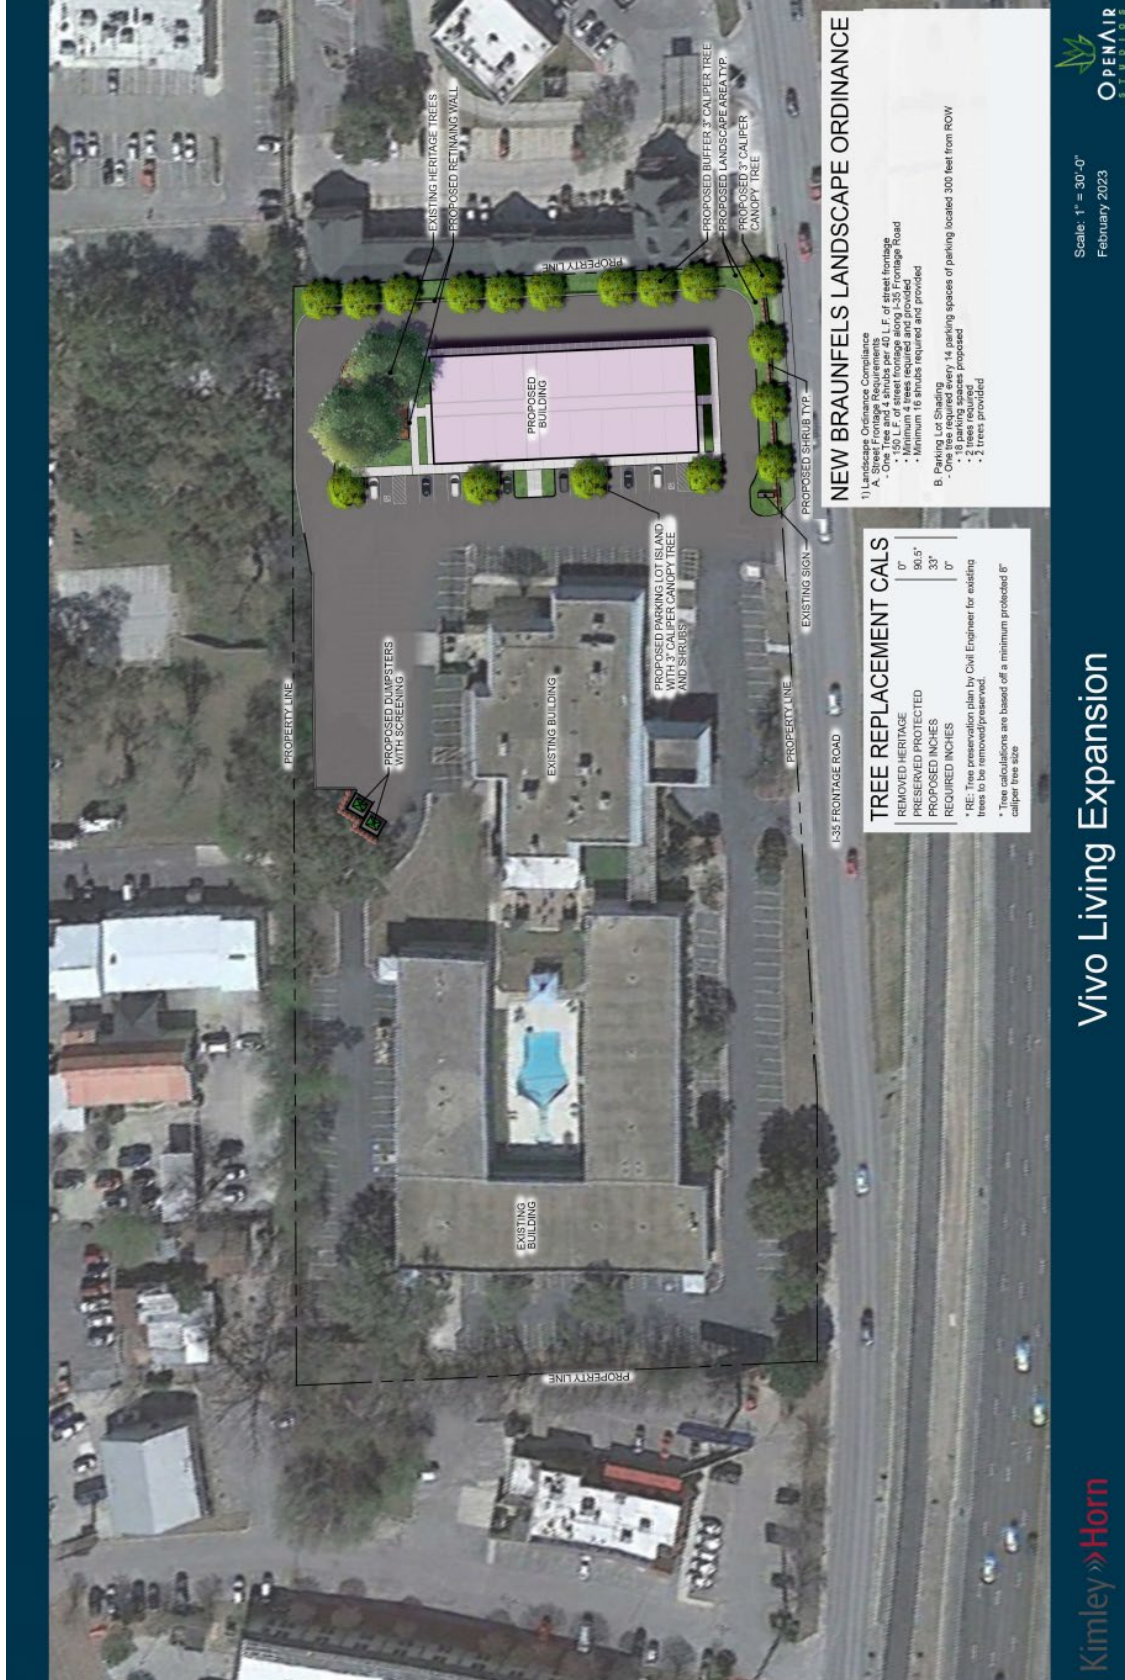 EXISTING HERITAGE TREES
PROPOSED RETAINING WALL
PROPERTY LINE
PROPERTY LINE
PROPOSED BUFFER 3" CALIPER TREE
PROPOSED LANDSCAPE AREA TYP.
PROPOSED 3" CALIPER
CANOPY TREE
PROPOSED
BUILDING
PROPOSED SHRUB TYP.
EXISTING SIGN
PROPOSED PARKING LOT ISLAND
WITH 3" CALIPER CANOPY TREE
AND SHRUBS
PROPOSED DUMPSTERS
WITH SCREENING
EXISTING BUILDING
PROPERTY LINE
I-35 FRONTAGE ROAD
EXISTING
BUILDING
PROPERTY LINE
TREE REPLACEMENT CALS
REMOVED HERITAGE 0"
PRESERVED PROTECTED 90.5"
PROPOSED INCHES 33"
REQUIRED INCHES 0"
* RE: Tree preservation plan by Civil Engineer for existing
trees to be removed/preserved.
* Tree calculations are based off a minimum protected 8"
caliper tree size
NEW BRAUNFELS LANDSCAPE ORDINANCE
1) Landscape Ordinance Compliance
A. Street Frontage Requirements
- One Tree and 4 shrubs per 40 L.F. of street frontage
• 150 L.F. of street frontage along I-35 Frontage Road
• Minimum 4 trees required and provided
• Minimum 16 shrubs required and provided
B. Parking Lot Shading
- One tree required every 14 parking spaces of parking located 300 feet from ROW
• 18 parking spaces proposed
• 2 trees required
• 2 trees provided
Kimley»Horn
Vivo Living Expansion
Scale: 1" = 30'-0"
February 2023
OPENAIR
STUDIOS